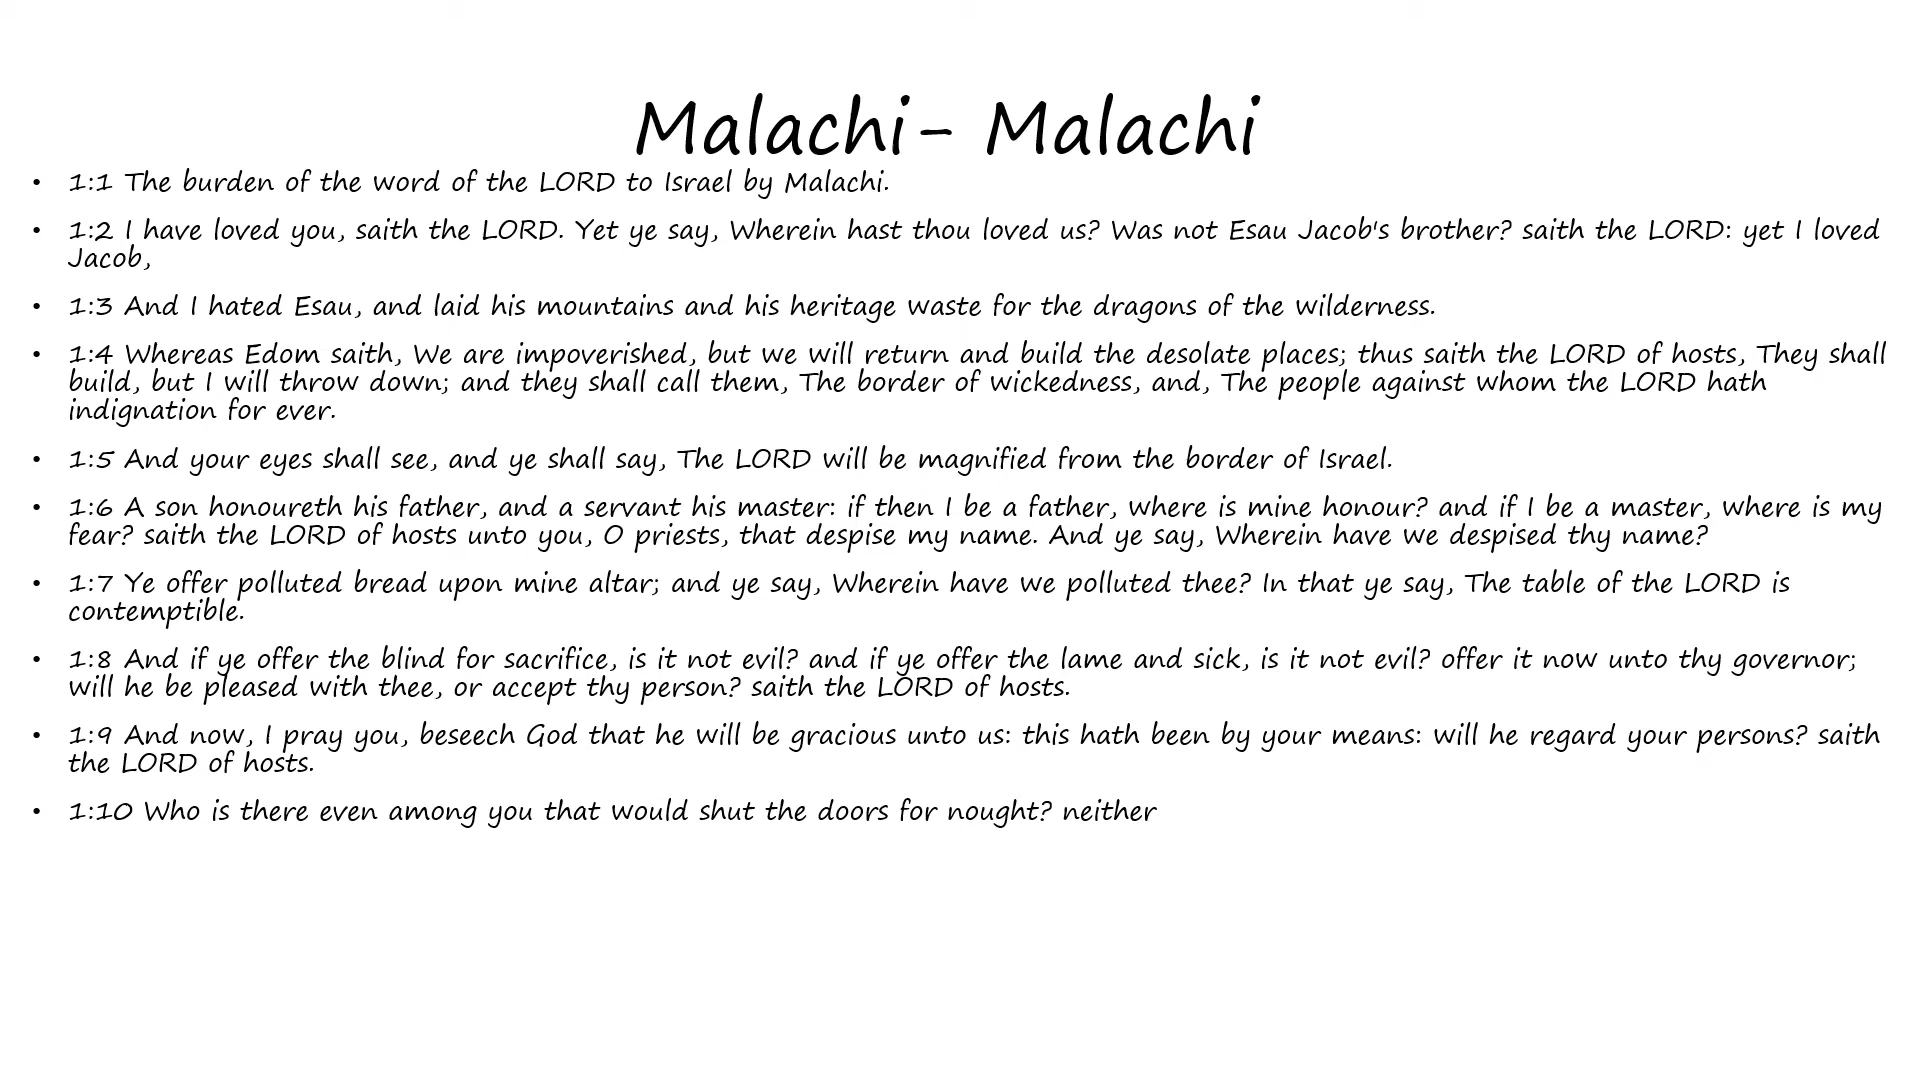 Malachi- Malachi
• 1:1 The burden of the word of the LORD to Israel by Malachi.
• 1:2 I have loved you, saith the LORD. Yet ye say, Wherein hast thou loved us? Was not Esau Jacob's brother? saith the LORD: yet I loved
Jacob,
• 1:3 And I hated Esau, and laid his mountains and his heritage waste for the dragons of the wilderness.
• 1:4 Whereas Edom saith, We are impoverished, but we will return and build the desolate places; thus saith the LORD of hosts, They shall
build, but I will throw down; and they shall call them, The border of wickedness, and, The people against whom the LORD hath
indignation for ever.
• 1:5 And your eyes shall see, and ye shall say, The LORD will be magnified from the border of Israel.
• 1:6 A son honoureth his father, and a servant his master: if then I be a father, where is mine honour? and if I be a master, where is my
fear? saith the LORD of hosts unto you, O priests, that despise my name. And ye say, Wherein have we despised thy name?
• 1:7 Ye offer polluted bread upon mine altar; and ye say, Wherein have we polluted thee? In that ye say, The table of the LORD is
contemptible.
• 1:8 And if ye offer the blind for sacrifice, is it not evil? and if ye offer the lame and sick, is it not evil? offer it now unto thy governor;
will he be pleased with thee, or accept thy person? saith the LORD of hosts.
• 1:9 And now, I pray you, beseech God that he will be gracious unto us: this hath been by your means: will he regard your persons? saith
the LORD of hosts.
• 1:10 Who is there even among you that would shut the doors for nought? neither